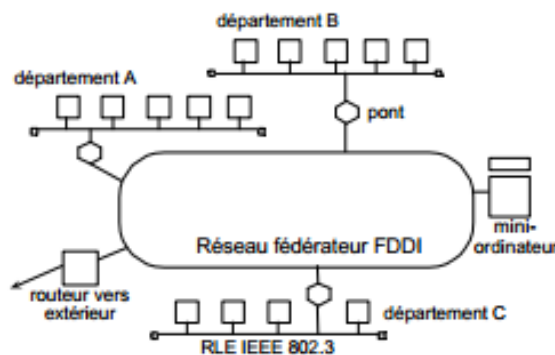 département B
département A
pont
Réseau fédérateur FDDI
mini-
ordinateur
routeur vers
extérieur
département C
RLE IEEE 802.3